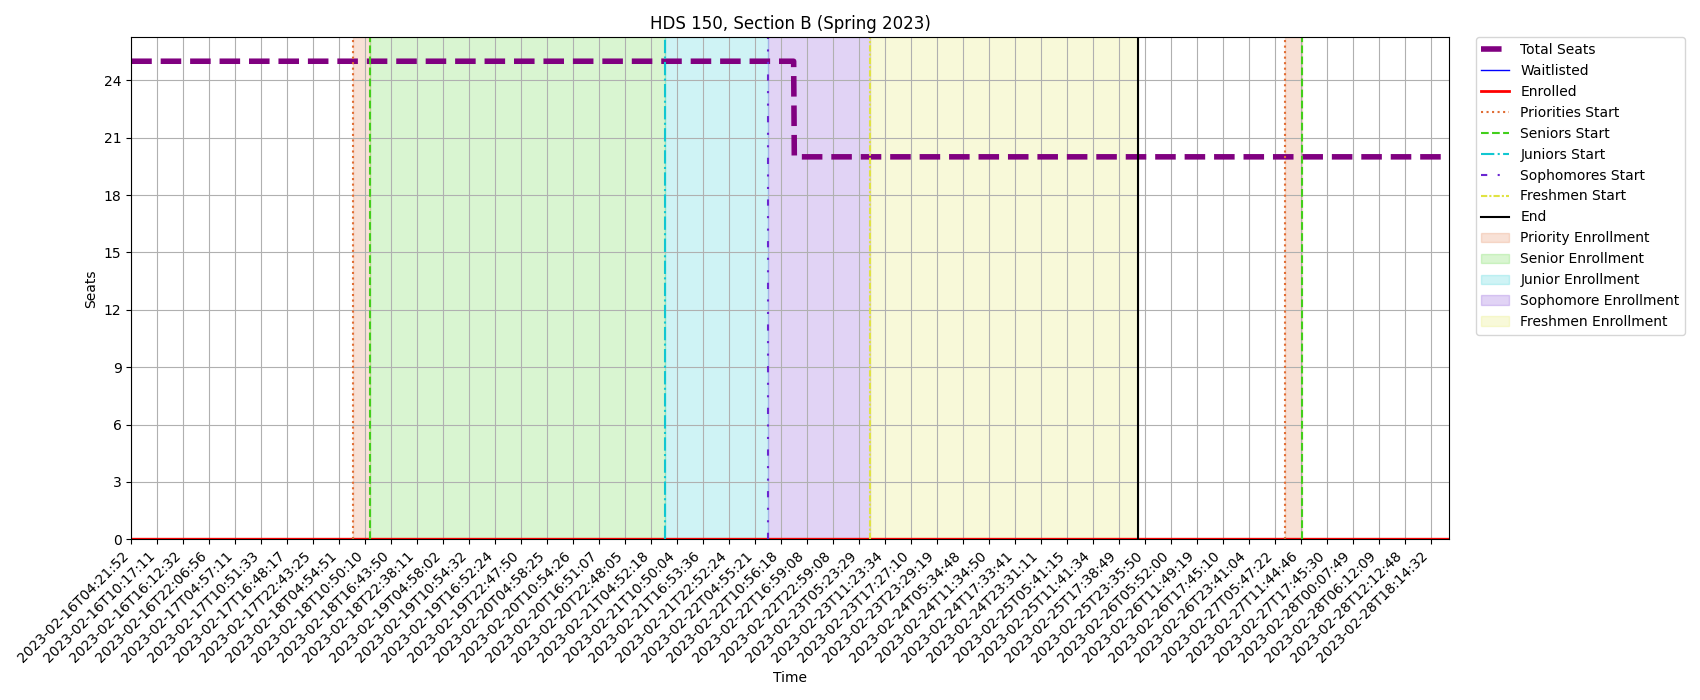 HDS 150, Section B (Spring 2023)
Total Seats
Waitlisted
Enrolled
Priorities Start
Seniors Start
Juniors Start
Sophomores Start
Freshmen Start
End
Priority Enrollment
Senior Enrollment
Junior Enrollment
Sophomore Enrollment
Freshmen Enrollment
Seats
24
21
18
15
12
9
6
3
0
2023-02-16T04:21:52
2023-02-16T10:17:11
2023-02-16T16:12:32
2023-02-16T22:06:56
2023-02-17T04:57:11
2023-02-17T10:51:33
2023-02-17T16:48:17
2023-02-17T22:43:25
2023-02-18T04:54:51
2023-02-18T10:50:10
2023-02-18T16:43:50
2023-02-18T22:38:11
2023-02-19T04:58:02
2023-02-19T10:54:32
2023-02-19T16:52:24
2023-02-19T22:47:50
2023-02-20T04:58:25
2023-02-20T10:54:26
2023-02-20T16:51:07
2023-02-20T22:48:05
2023-02-21T04:52:18
2023-02-21T10:50:04
2023-02-21T16:53:36
2023-02-21T22:52:24
2023-02-22T04:55:21
2023-02-22T10:56:18
2023-02-22T16:59:08
2023-02-22T22:59:08
2023-02-23T05:23:29
2023-02-23T11:23:34
2023-02-23T17:27:10
2023-02-23T23:29:19
2023-02-24T05:34:48
2023-02-24T11:34:50
2023-02-24T17:33:41
2023-02-24T23:31:11
2023-02-25T05:41:15
2023-02-25T11:41:34
2023-02-25T17:38:49
2023-02-25T23:35:50
2023-02-26T05:52:00
2023-02-26T11:49:19
2023-02-26T17:45:10
2023-02-26T23:41:04
2023-02-27T05:47:22
2023-02-27T11:44:46
2023-02-27T17:45:30
2023-02-28T00:07:49
2023-02-28T06:12:09
2023-02-28T12:12:48
2023-02-28T18:14:32
Time